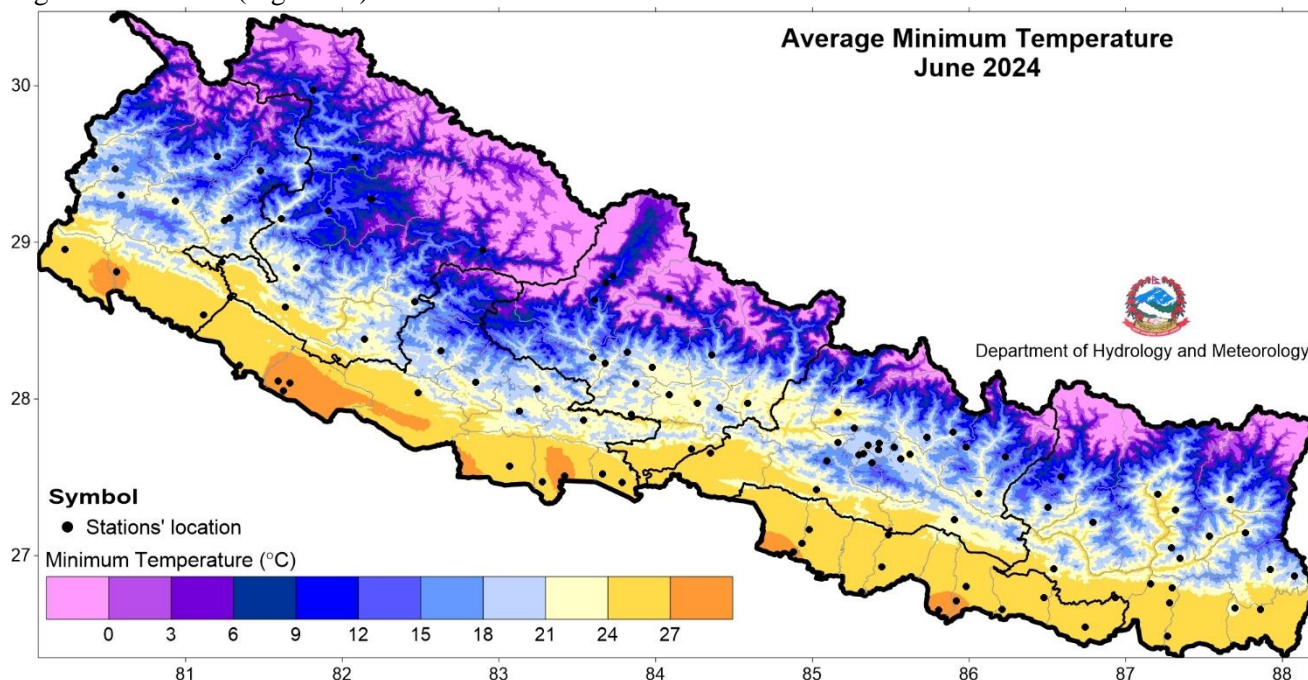 Average Minimum Temperature
June 2024
30
29
28
27
Department of Hydrology and Meteorology
Symbol
Stations' location
Minimum Temperature (°C)
0 3 6 9 12 15 18 21 24 27
81 82 83 84 85 86 87 88